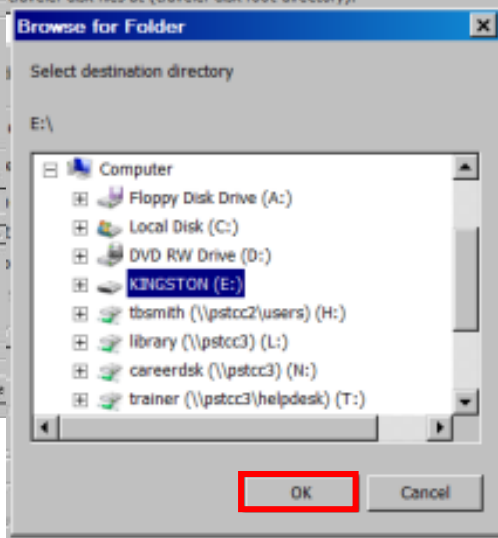 Browse for Folder
Select destination directory
E:\
Computer
Floppy Disk Drive (A:)
Local Disk (C:)
DVD RW Drive (D:)
KINGSTON (E:)
tbsmith (\\pstcc2\users) (H:)
library (\\pstcc3) (L:)
careerdsk (\\pstcc3) (N:)
trainer (\\pstcc3\helpdesk) (T:)
OK Cancel